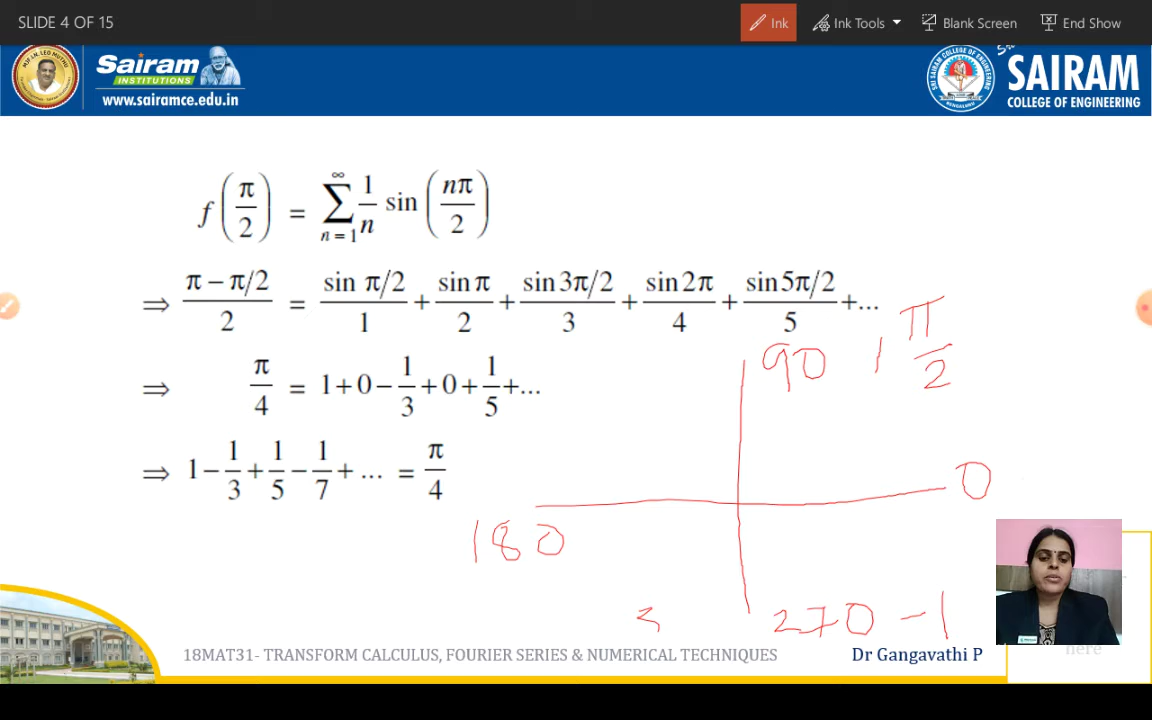 SLIDE 4 OF 15
Ink Ink Tools Blank Screen End Show
Sairam
INSTITUTIONS
www.sairamce.edu.in
SAIRAM
COLLEGE OF ENGINEERING
f(π/2) = ∑_{n = 1}^{∞} 1/n sin (nπ/2)
⇒ (π − π/2)/2 = sin π/2 / 1 + sin π / 2 + sin 3π/2 / 3 + sin 2π / 4 + sin 5π/2 / 5 + ...
⇒ π/4 = 1 + 0 − 1/3 + 0 + 1/5 + ...
⇒ 1 − 1/3 + 1/5 − 1/7 + ... = π/4
90 1 π/2
0
180
3 270 -1
18MAT31- TRANSFORM CALCULUS, FOURIER SERIES & NUMERICAL TECHNIQUES Dr Gangavathi P
here